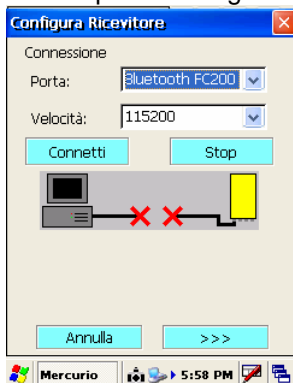 Configura Ricevitore
Connessione
Porta: Bluetooth FC200
Velocità: 115200
Connetti Stop
Annulla >>>
Mercurio 5:58 PM